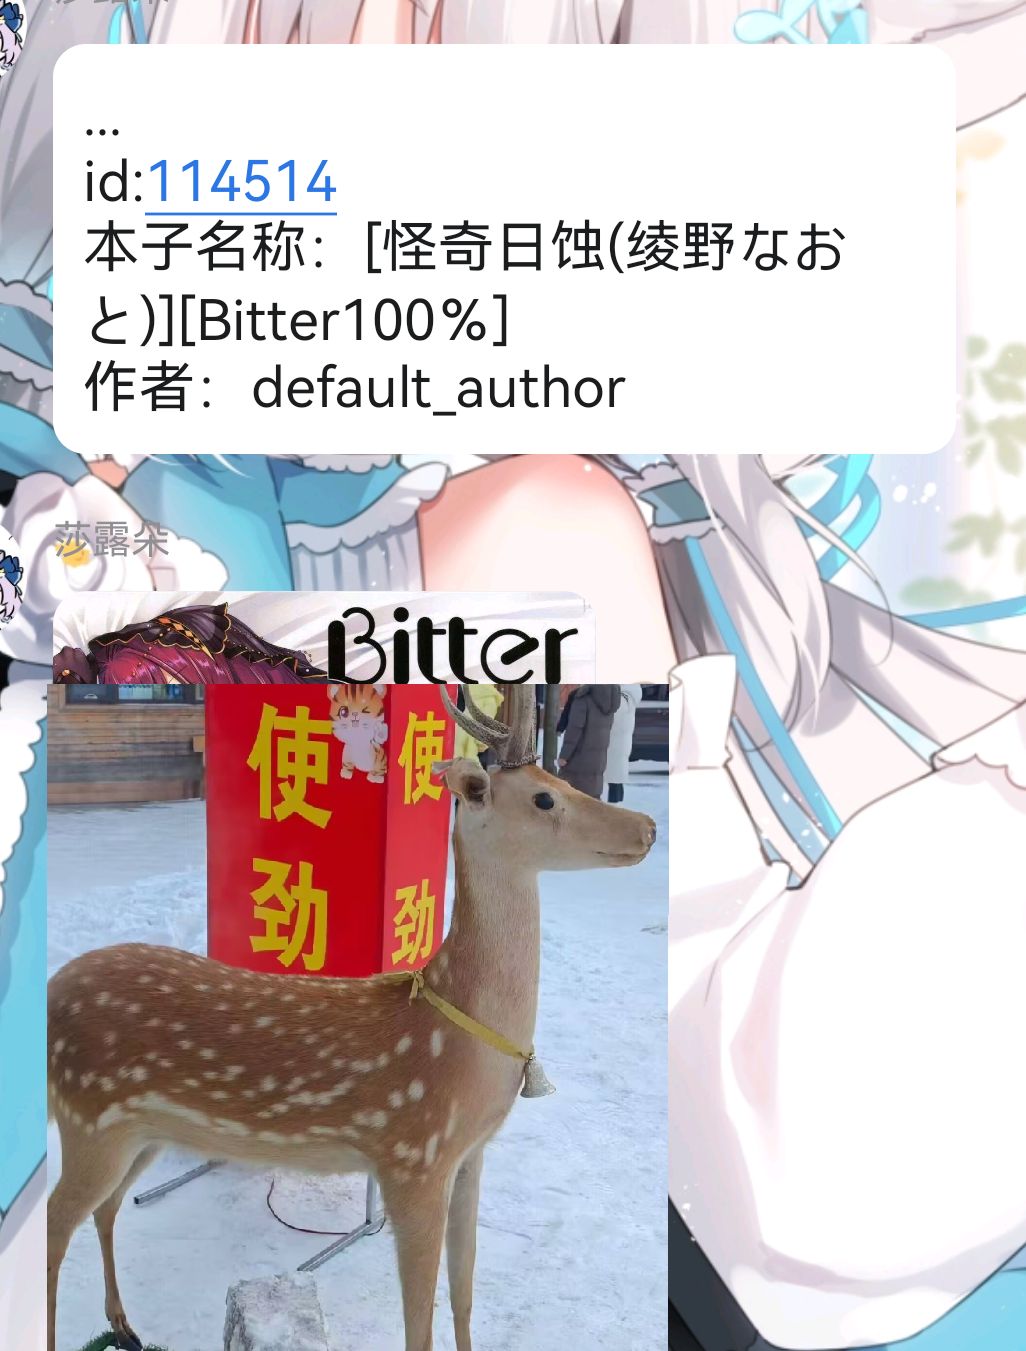 ...
id:114514
本子名称：[怪奇日蚀(绫野なお
と)][Bitter100%]
作者：default_author
莎露朵
Bitter
使劲
使劲